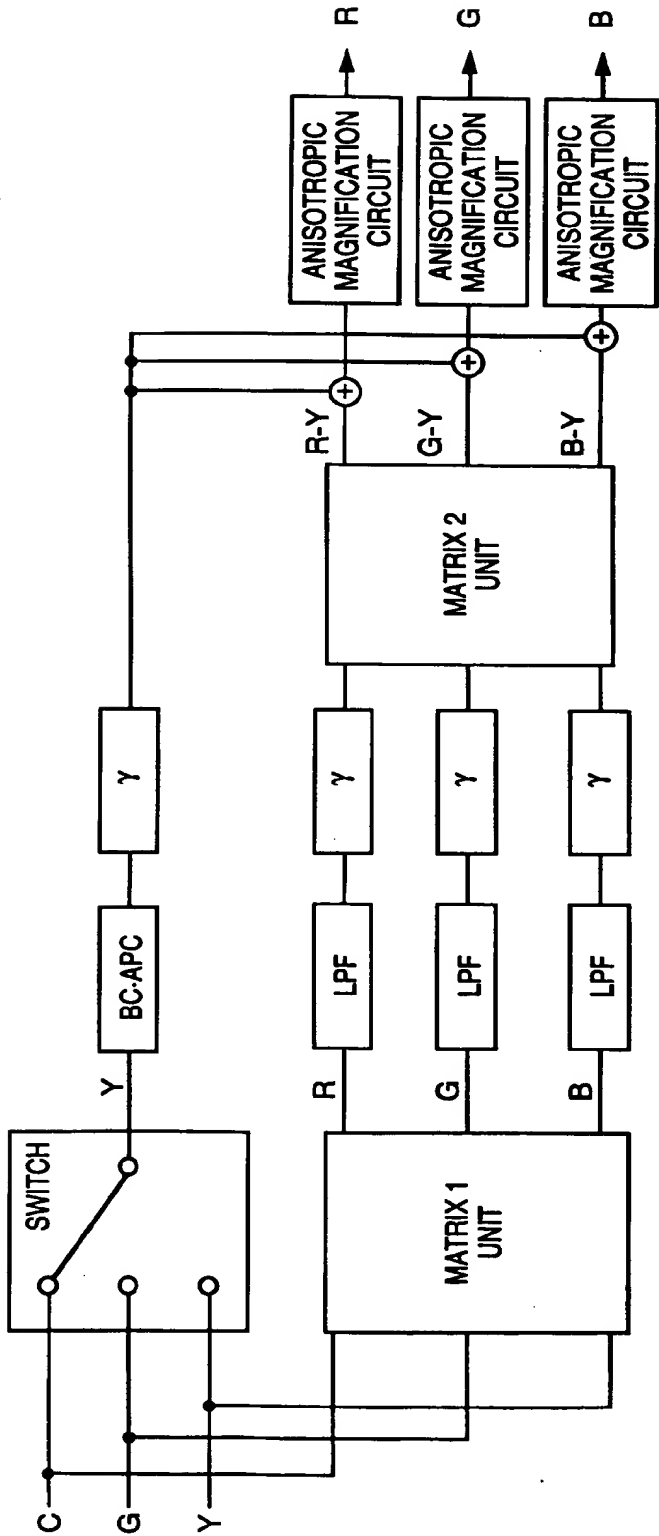 C
G
Y
SWITCH
Y
BC·APC
γ
MATRIX 1
UNIT
R
G
B
LPF
LPF
LPF
γ
γ
γ
MATRIX 2
UNIT
R-Y
G-Y
B-Y
+
+
+
ANISOTROPIC
MAGNIFICATION
CIRCUIT
ANISOTROPIC
MAGNIFICATION
CIRCUIT
ANISOTROPIC
MAGNIFICATION
CIRCUIT
R
G
B